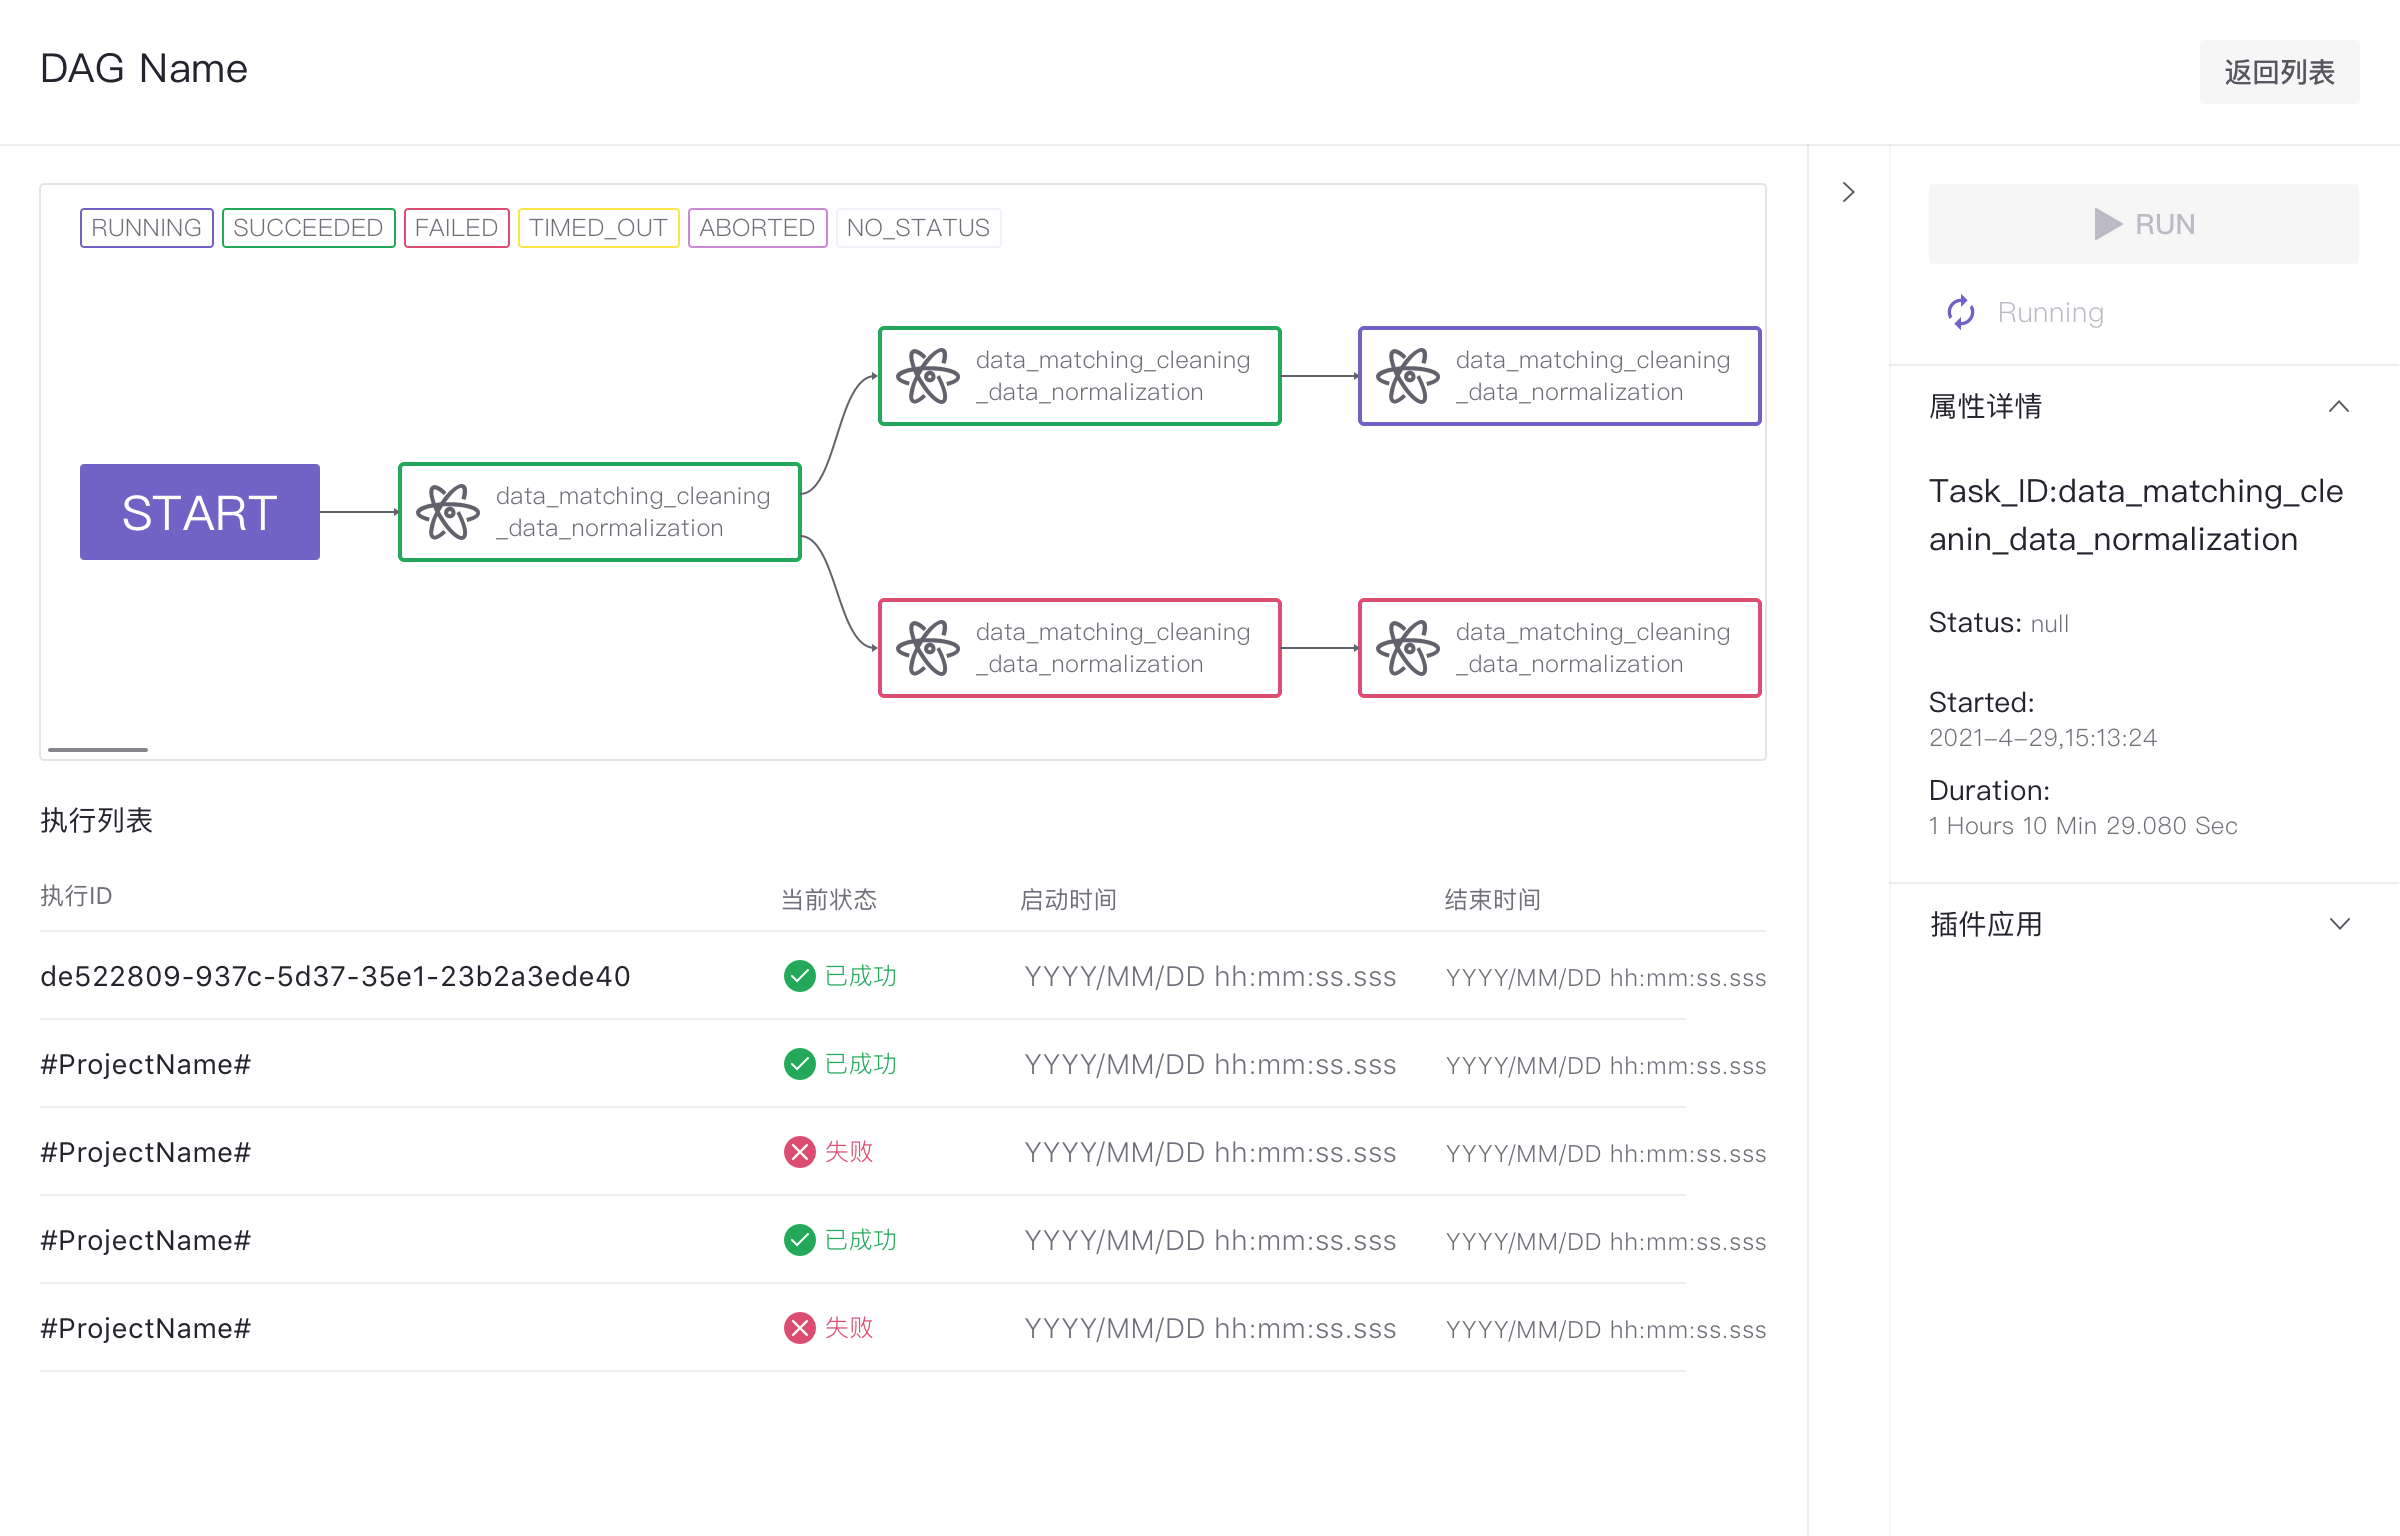 DAG Name
返回列表
RUNNING SUCCEEDED FAILED TIMED_OUT ABORTED NO_STATUS
START
data_matching_cleaning
_data_normalization
data_matching_cleaning
_data_normalization
data_matching_cleaning
_data_normalization
data_matching_cleaning
_data_normalization
data_matching_cleaning
_data_normalization
执行列表
执行ID 当前状态 启动时间 结束时间
de522809-937c-5d37-35e1-23b2a3ede40 已成功 YYYY/MM/DD hh:mm:ss.sss YYYY/MM/DD hh:mm:ss.sss
#ProjectName# 已成功 YYYY/MM/DD hh:mm:ss.sss YYYY/MM/DD hh:mm:ss.sss
#ProjectName# 失败 YYYY/MM/DD hh:mm:ss.sss YYYY/MM/DD hh:mm:ss.sss
#ProjectName# 已成功 YYYY/MM/DD hh:mm:ss.sss YYYY/MM/DD hh:mm:ss.sss
#ProjectName# 失败 YYYY/MM/DD hh:mm:ss.sss YYYY/MM/DD hh:mm:ss.sss
RUN
Running
属性详情
Task_ID:data_matching_cle
anin_data_normalization
Status: null
Started:
2021-4-29,15:13:24
Duration:
1 Hours 10 Min 29.080 Sec
插件应用